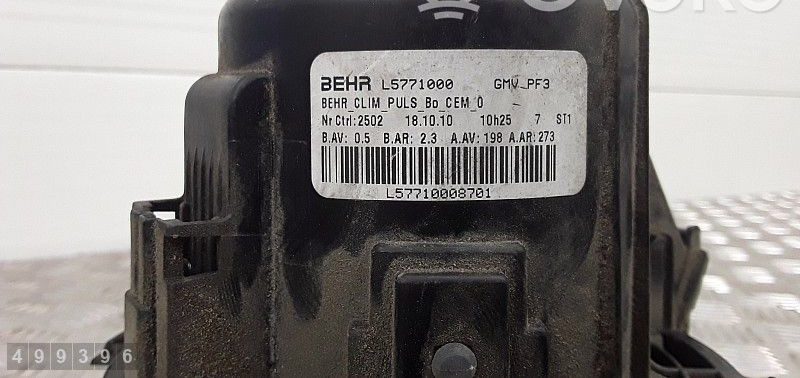 BEHR L5771000 GMV_PF3
BEHR_CLIM_PULS_Bo_CEM_0
Nr Ctrl:2502 18.10.10 10h25 7 ST1
B.AV: 0.5 B.AR: 2.3 A.AV: 198 A.AR: 273
L57710008701
499396